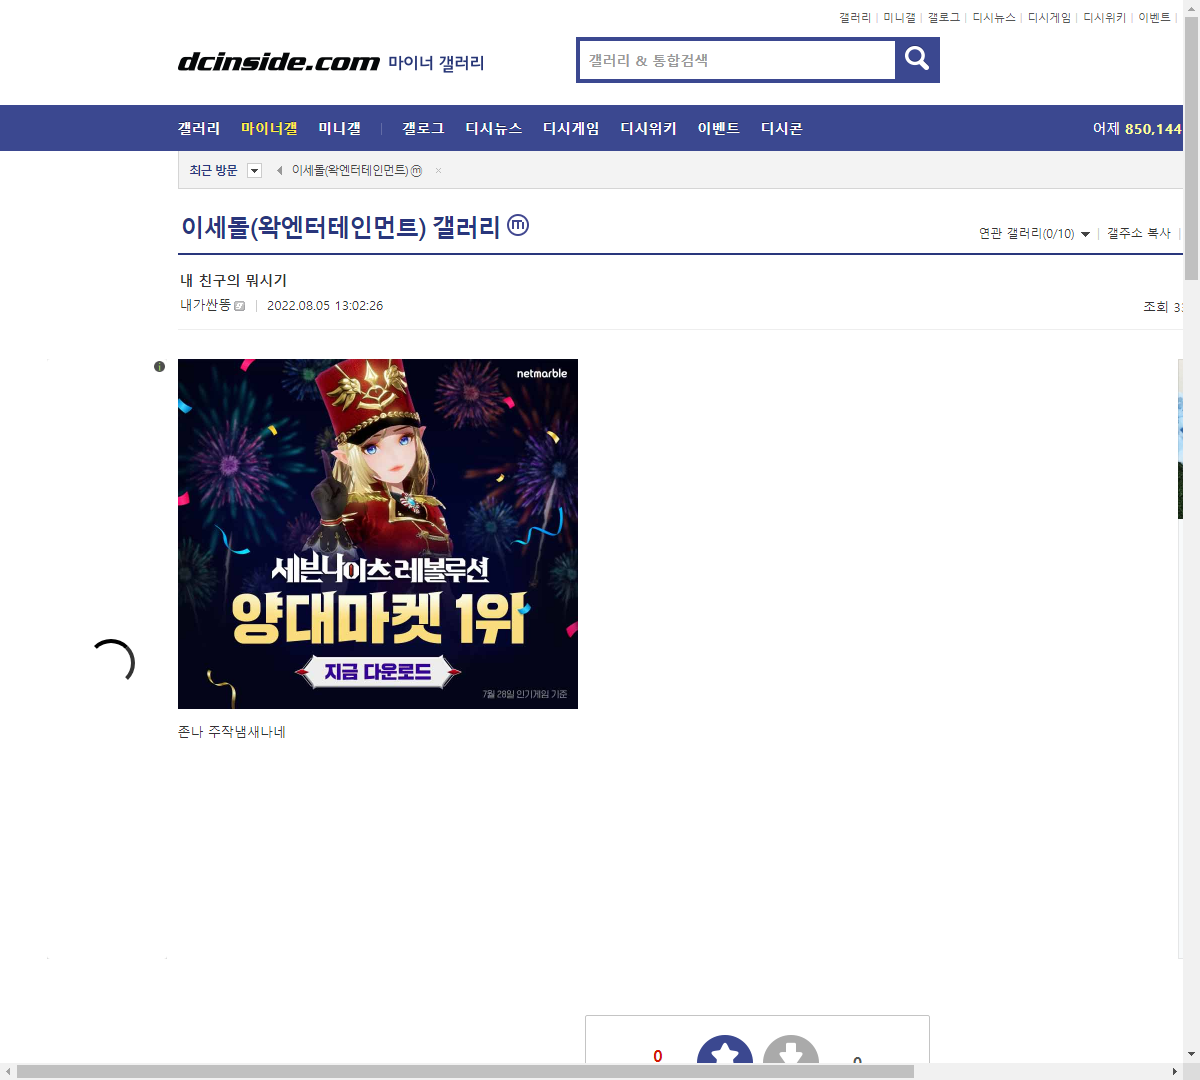 갤러리 | 미니갤 | 갤로그 | 디시뉴스 | 디시게임 | 디시위키 | 이벤트 |
dcinside.com 마이너 갤러리
갤러리 & 통합검색
갤러리 마이너갤 미니갤 | 갤로그 디시뉴스 디시게임 디시위키 이벤트 디시콘
어제 850,144
최근 방문 이세돌(왁엔터테인먼트)ⓜ ×
이세돌(왁엔터테인먼트) 갤러리 ⓜ
연관 갤러리(0/10) | 갤주소 복사 |
내 친구의 뭐시기
내가싼똥 | 2022.08.05 13:02:26
조회
netmarble
세븐나이츠 레볼루션
양대마켓 1위
지금 다운로드
7월 28일 인기게임 기준
존나 주작냄새나네
0
0